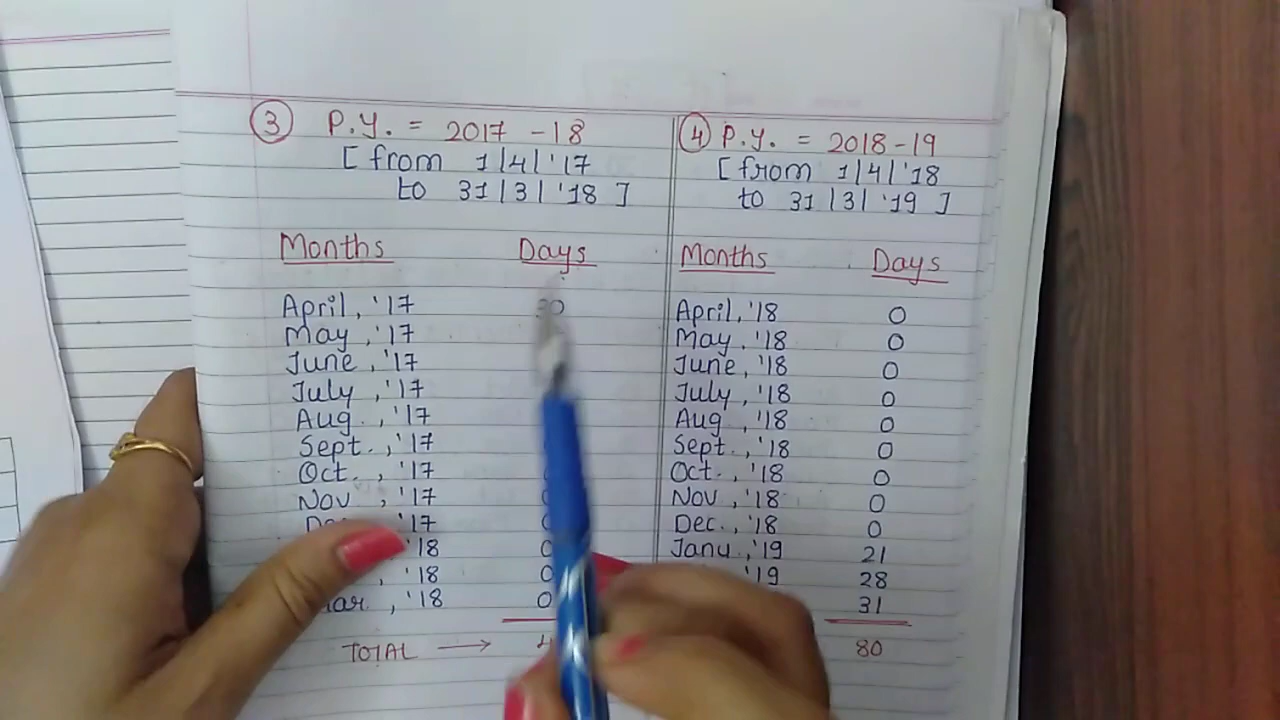 ③ P.Y. = 2017 -18
[ from 1/4/'17
to 31/3/'18 ]
Months Days
April, '17
May, '17
June, '17
July, '17
Aug., '17
Sept., '17
Oct., '17
Nov, '17
'17 0
'18 0
, '18 0
, '18 0
TOTAL →
④ P.Y. = 2018-19
[from 1/4/'18
to 31/3/'19 ]
Months Days
April, '18 0
May, '18 0
June, '18 0
July, '18 0
Aug, '18 0
Sept., '18 0
Oct., '18 0
Nov, '18 0
Dec., '18 0
Janu., '19 21
'19 28
31
80